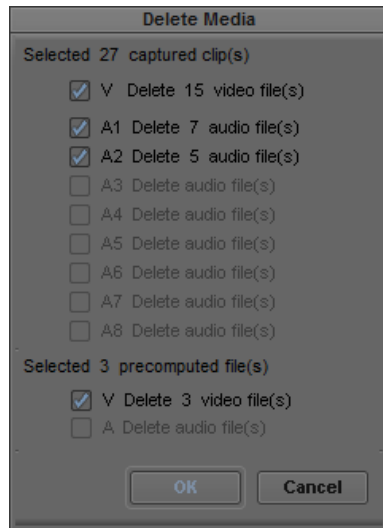 Delete Media
Selected 27 captured clip(s)
V Delete 15 video file(s)
A1 Delete 7 audio file(s)
A2 Delete 5 audio file(s)
A3 Delete audio file(s)
A4 Delete audio file(s)
A5 Delete audio file(s)
A6 Delete audio file(s)
A7 Delete audio file(s)
A8 Delete audio file(s)
Selected 3 precomputed file(s)
V Delete 3 video file(s)
A Delete audio file(s)
OK Cancel